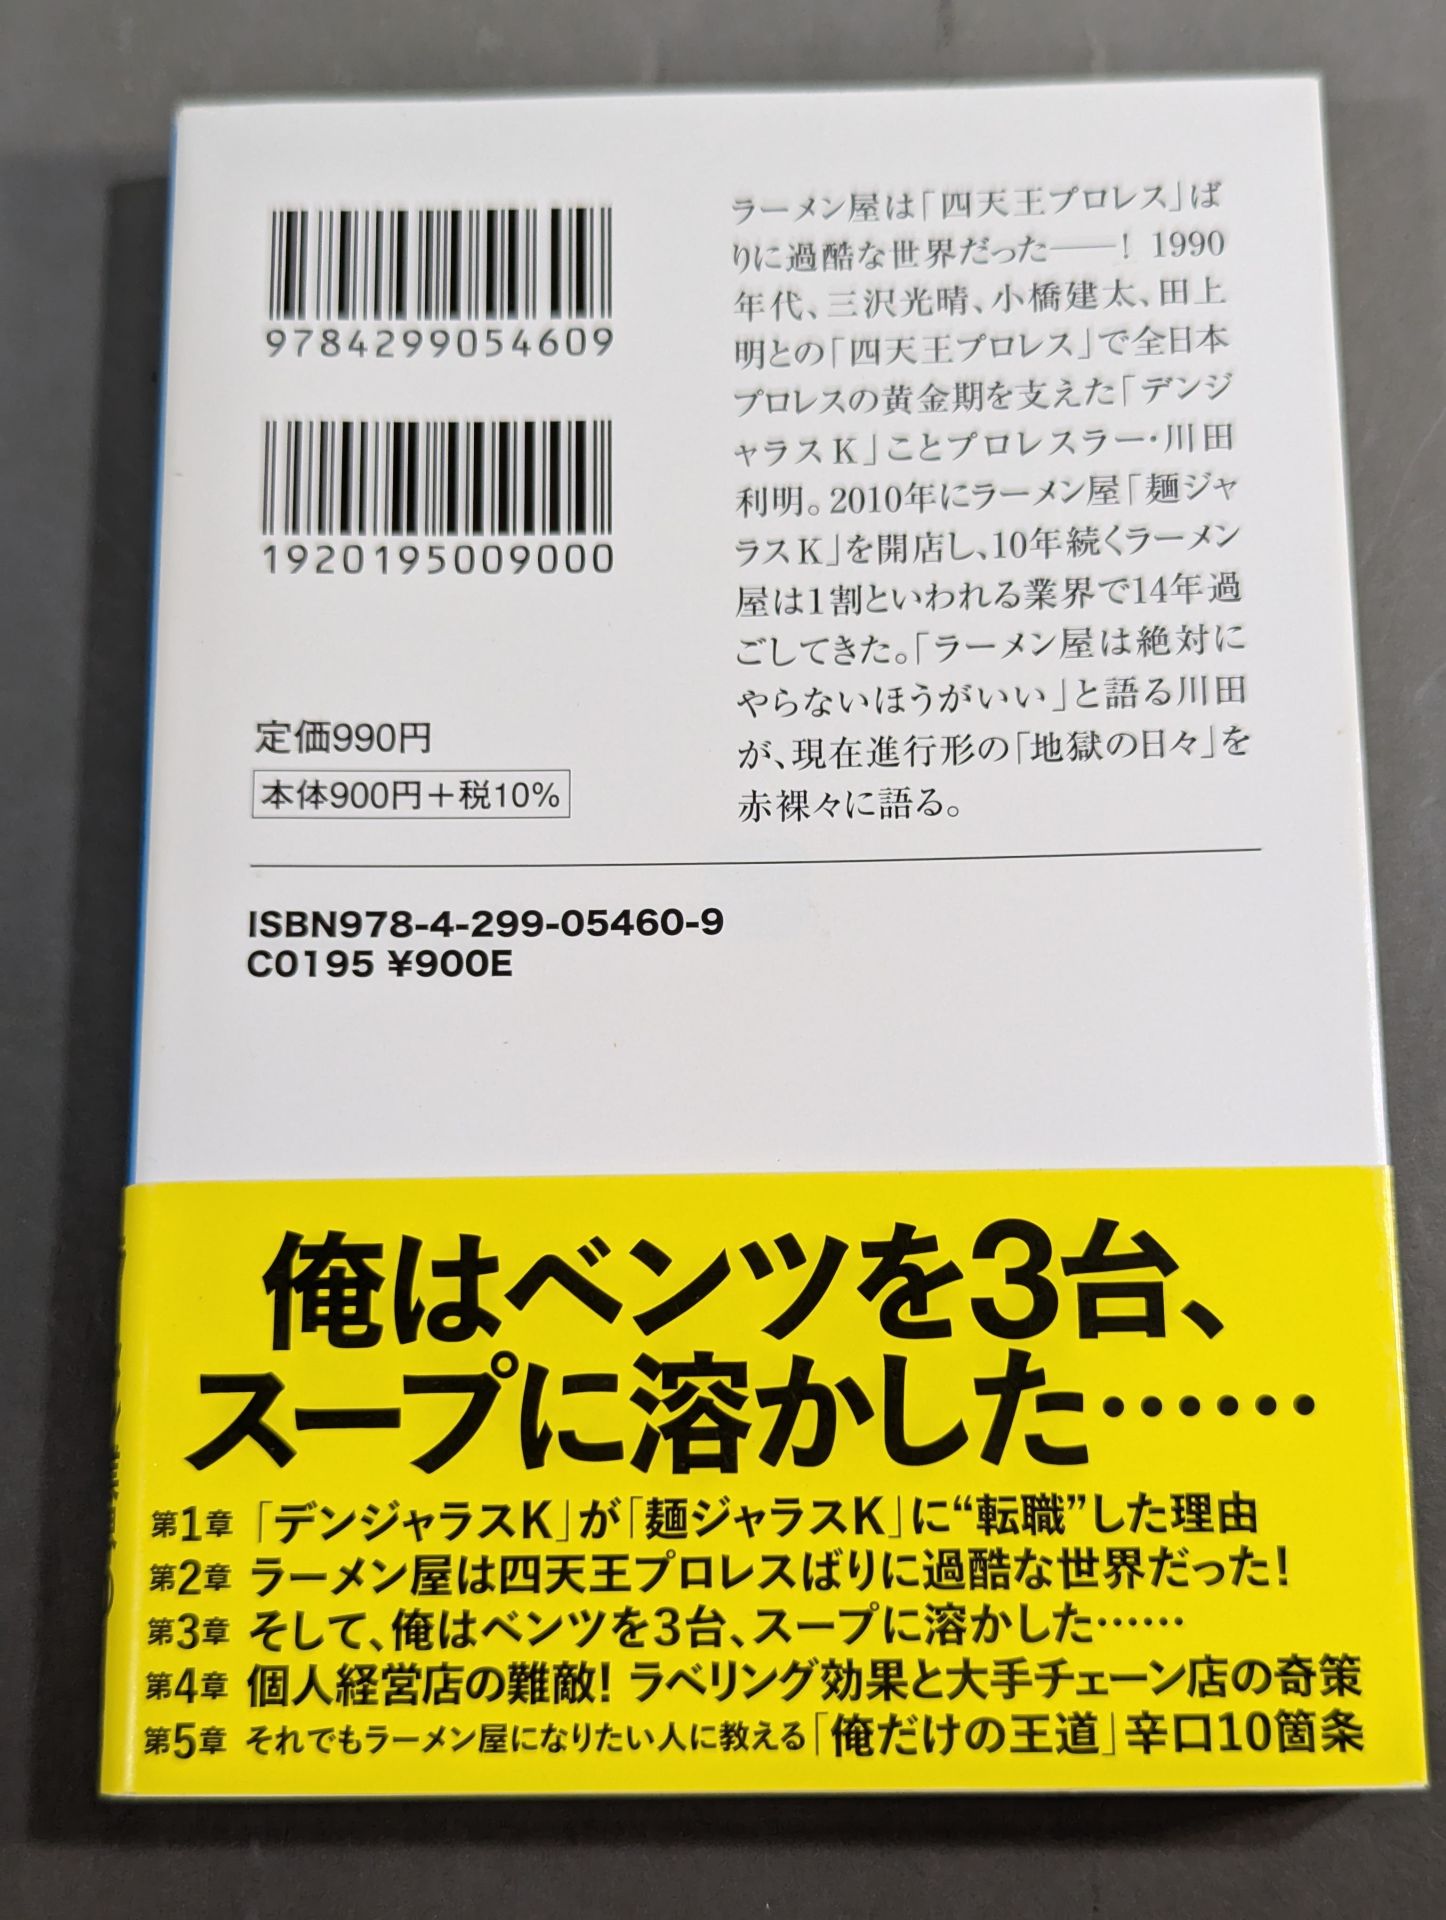 9784299054609
1920195009000
定価990円
本体900円+税10%
ラーメン屋は「四天王プロレス」ば
りに過酷な世界だった――！ 1990
年代、三沢光晴、小橋建太、田上
明との「四天王プロレス」で全日本
プロレスの黄金期を支えた「デンジ
ャラスK」ことプロレスラー・川田
利明。2010年にラーメン屋「麺ジャ
ラスK」を開店し、10年続くラーメン
屋は1割といわれる業界で14年過
ごしてきた。「ラーメン屋は絶対に
やらないほうがいい」と語る川田
が、現在進行形の「地獄の日々」を
赤裸々に語る。
ISBN978-4-299-05460-9
C0195 ¥900E
俺はベンツを3台、
スープに溶かした……
第1章 「デンジャラスK」が「麺ジャラスK」に“転職”した理由
第2章 ラーメン屋は四天王プロレスばりに過酷な世界だった！
第3章 そして、俺はベンツを3台、スープに溶かした……
第4章 個人経営店の難敵！ ラベリング効果と大手チェーン店の奇策
第5章 それでもラーメン屋になりたい人に教える「俺だけの王道」辛口10箇条